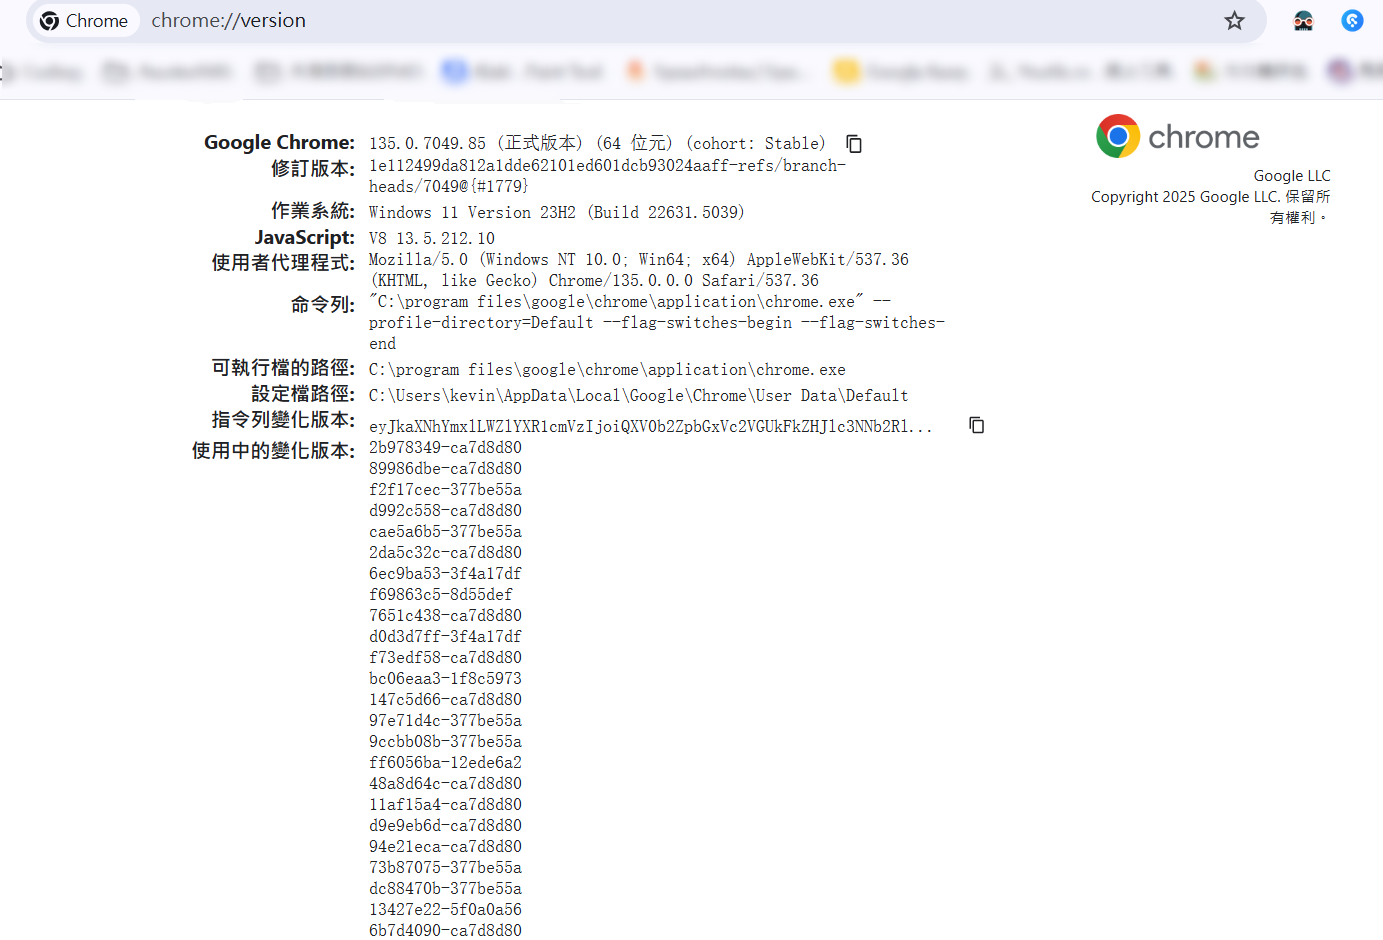 Chrome
chrome://version
Google Chrome: 135.0.7049.85 (正式版本) (64 位元) (cohort: Stable)
修訂版本: 1e112499da812a1dde62101ed601dcb93024aaff-refs/branch-
heads/7049@{#1779}
作業系統: Windows 11 Version 23H2 (Build 22631.5039)
JavaScript: V8 13.5.212.10
使用者代理程式: Mozilla/5.0 (Windows NT 10.0; Win64; x64) AppleWebKit/537.36
(KHTML, like Gecko) Chrome/135.0.0.0 Safari/537.36
命令列: "C:\program files\google\chrome\application\chrome.exe" --
profile-directory=Default --flag-switches-begin --flag-switches-
end
可執行檔的路徑: C:\program files\google\chrome\application\chrome.exe
設定檔路徑: C:\Users\kevin\AppData\Local\Google\Chrome\User Data\Default
指令列變化版本: eyJkaXNhYmxlLWZlYXR1cmVzIjoiQXV0b2ZpbGxVc2VGUkFkZHJlc3NNb2Rl...
使用中的變化版本: 2b978349-ca7d8d80
89986dbe-ca7d8d80
f2f17cec-377be55a
d992c558-ca7d8d80
cae5a6b5-377be55a
2da5c32c-ca7d8d80
6ec9ba53-3f4a17df
f69863c5-8d55def
7651c438-ca7d8d80
d0d3d7ff-3f4a17df
f73edf58-ca7d8d80
bc06eaa3-1f8c5973
147c5d66-ca7d8d80
97e71d4c-377be55a
9ccbb08b-377be55a
ff6056ba-12ede6a2
48a8d64c-ca7d8d80
11af15a4-ca7d8d80
d9e9eb6d-ca7d8d80
94e21eca-ca7d8d80
73b87075-377be55a
dc88470b-377be55a
13427e22-5f0a0a56
6b7d4090-ca7d8d80
chrome
Google LLC
Copyright 2025 Google LLC. 保留所
有權利。